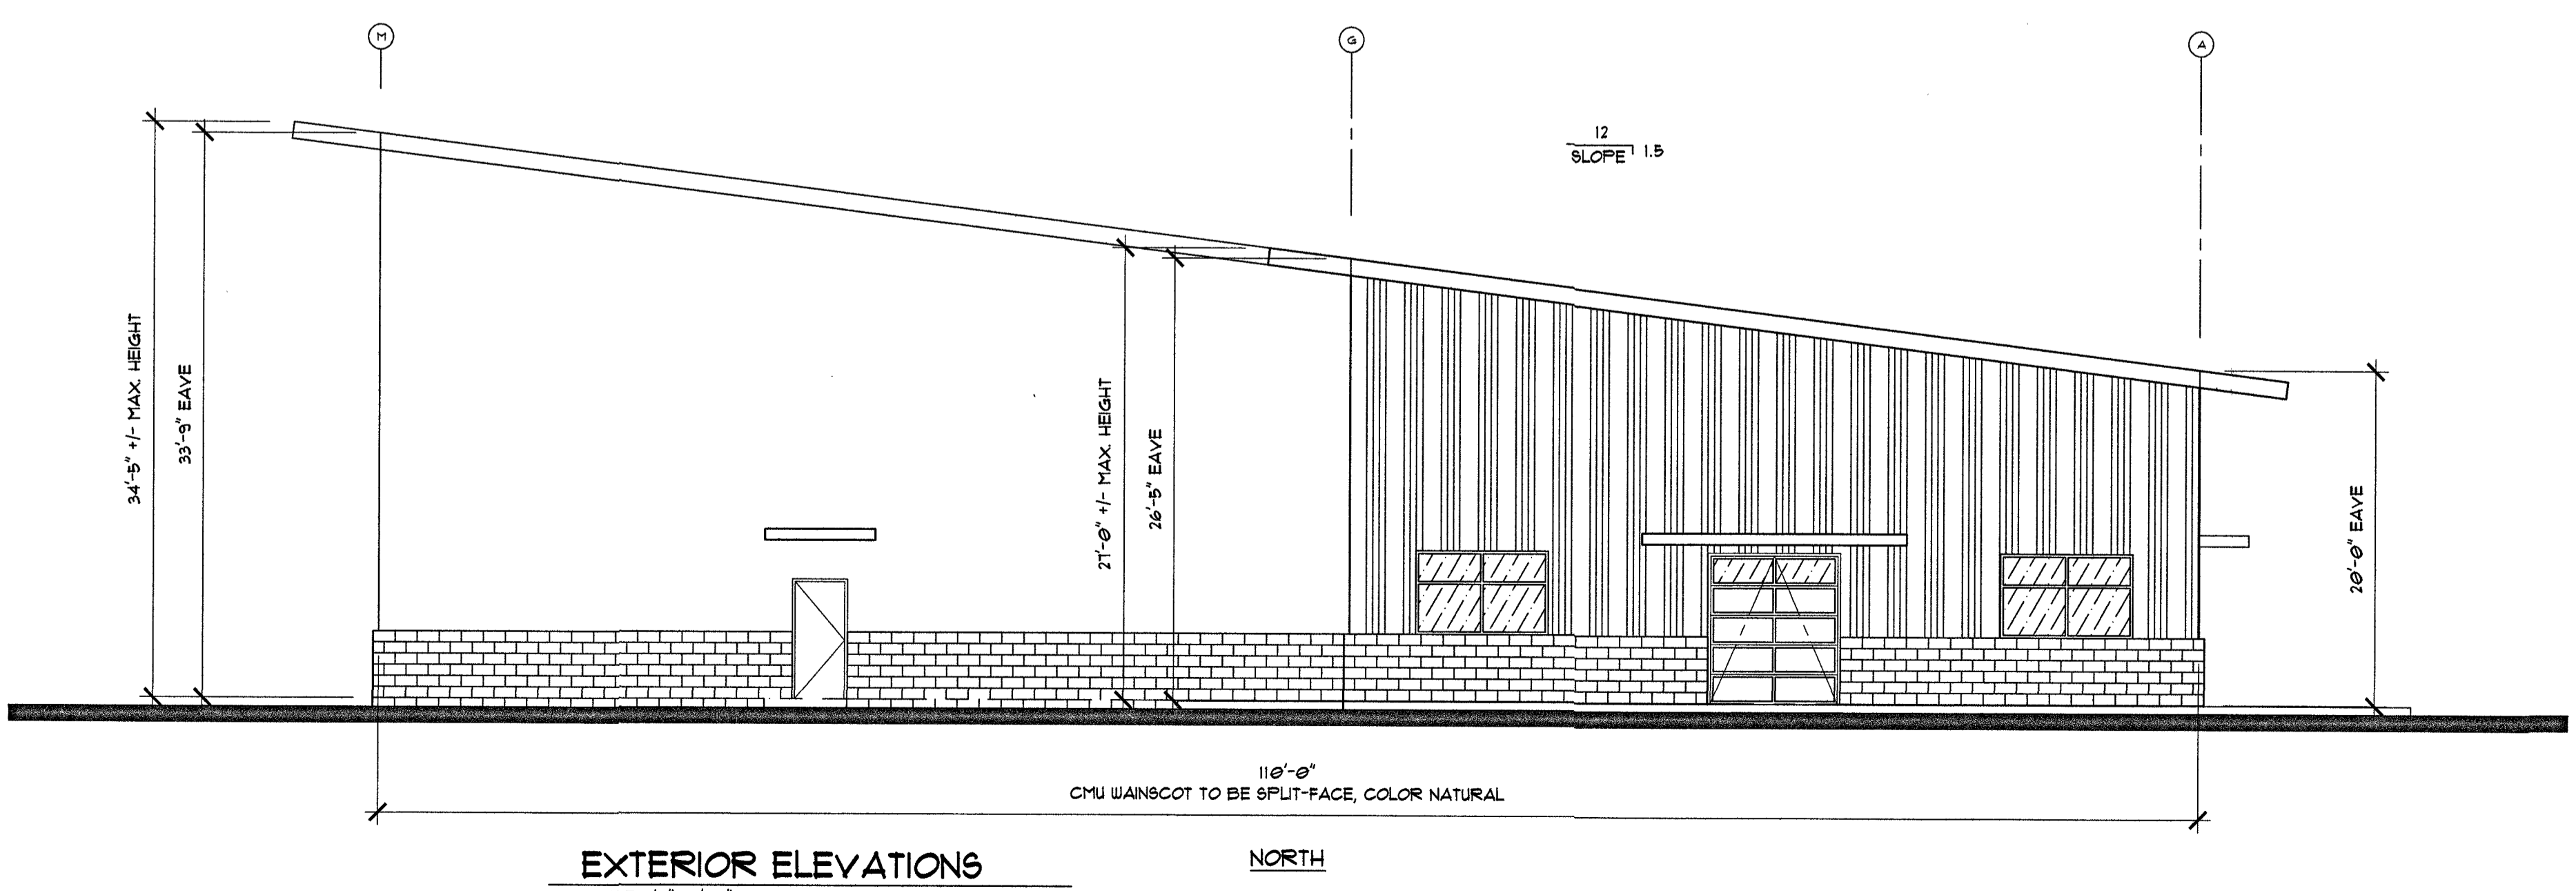 M
G
A
12
SLOPE 1.5
34'-5" +/- MAX. HEIGHT
33'-9" EAVE
27'-0" +/- MAX. HEIGHT
26'-5" EAVE
20'-0" EAVE
110'-0"
CMU WAINSCOT TO BE SPLIT-FACE, COLOR NATURAL
EXTERIOR ELEVATIONS
NORTH